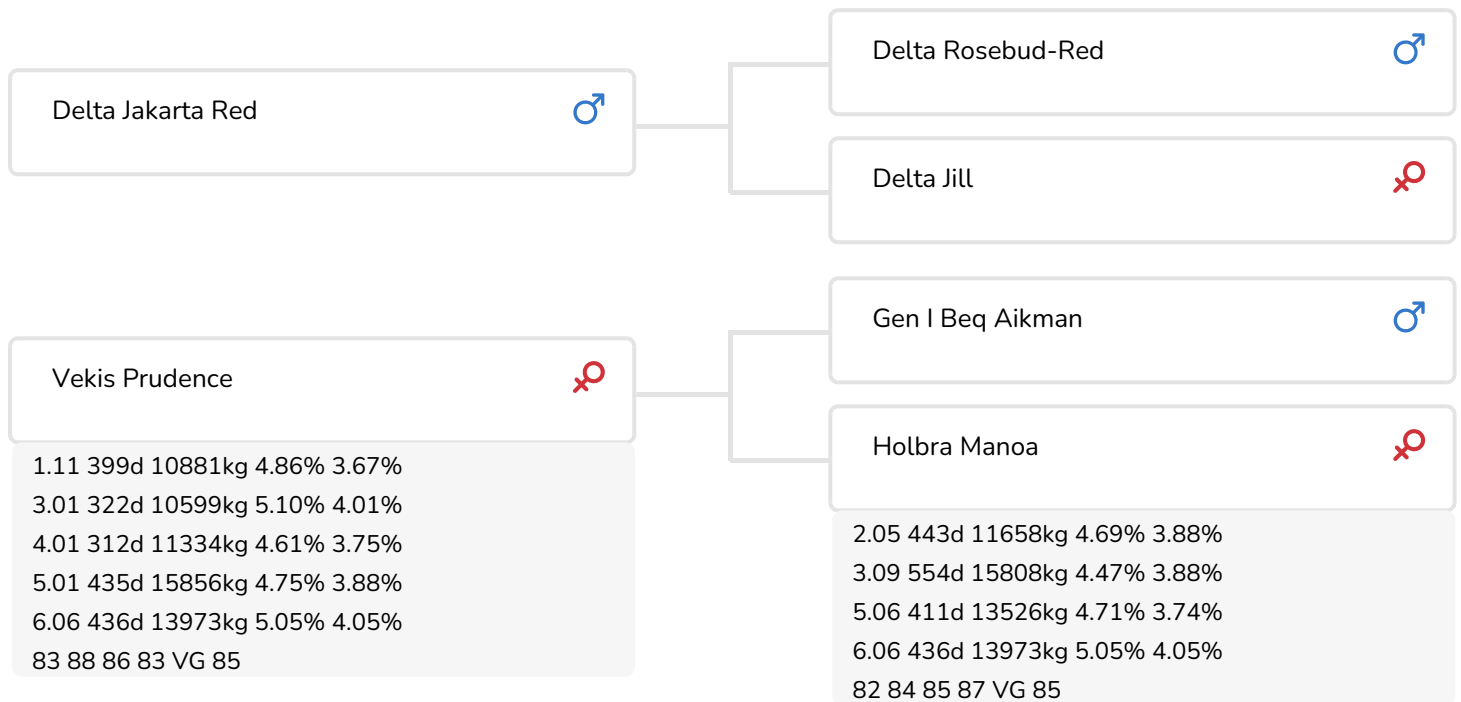 Delta Jakarta Red
Delta Rosebud-Red
Delta Jill
Vekis Prudence
1.11 399d 10881kg 4.86% 3.67%
3.01 322d 10599kg 5.10% 4.01%
4.01 312d 11334kg 4.61% 3.75%
5.01 435d 15856kg 4.75% 3.88%
6.06 436d 13973kg 5.05% 4.05%
83 88 86 83 VG 85
Gen I Beq Aikman
Holbra Manoa
2.05 443d 11658kg 4.69% 3.88%
3.09 554d 15808kg 4.47% 3.88%
5.06 411d 13526kg 4.71% 3.74%
6.06 436d 13973kg 5.05% 4.05%
82 84 85 87 VG 85